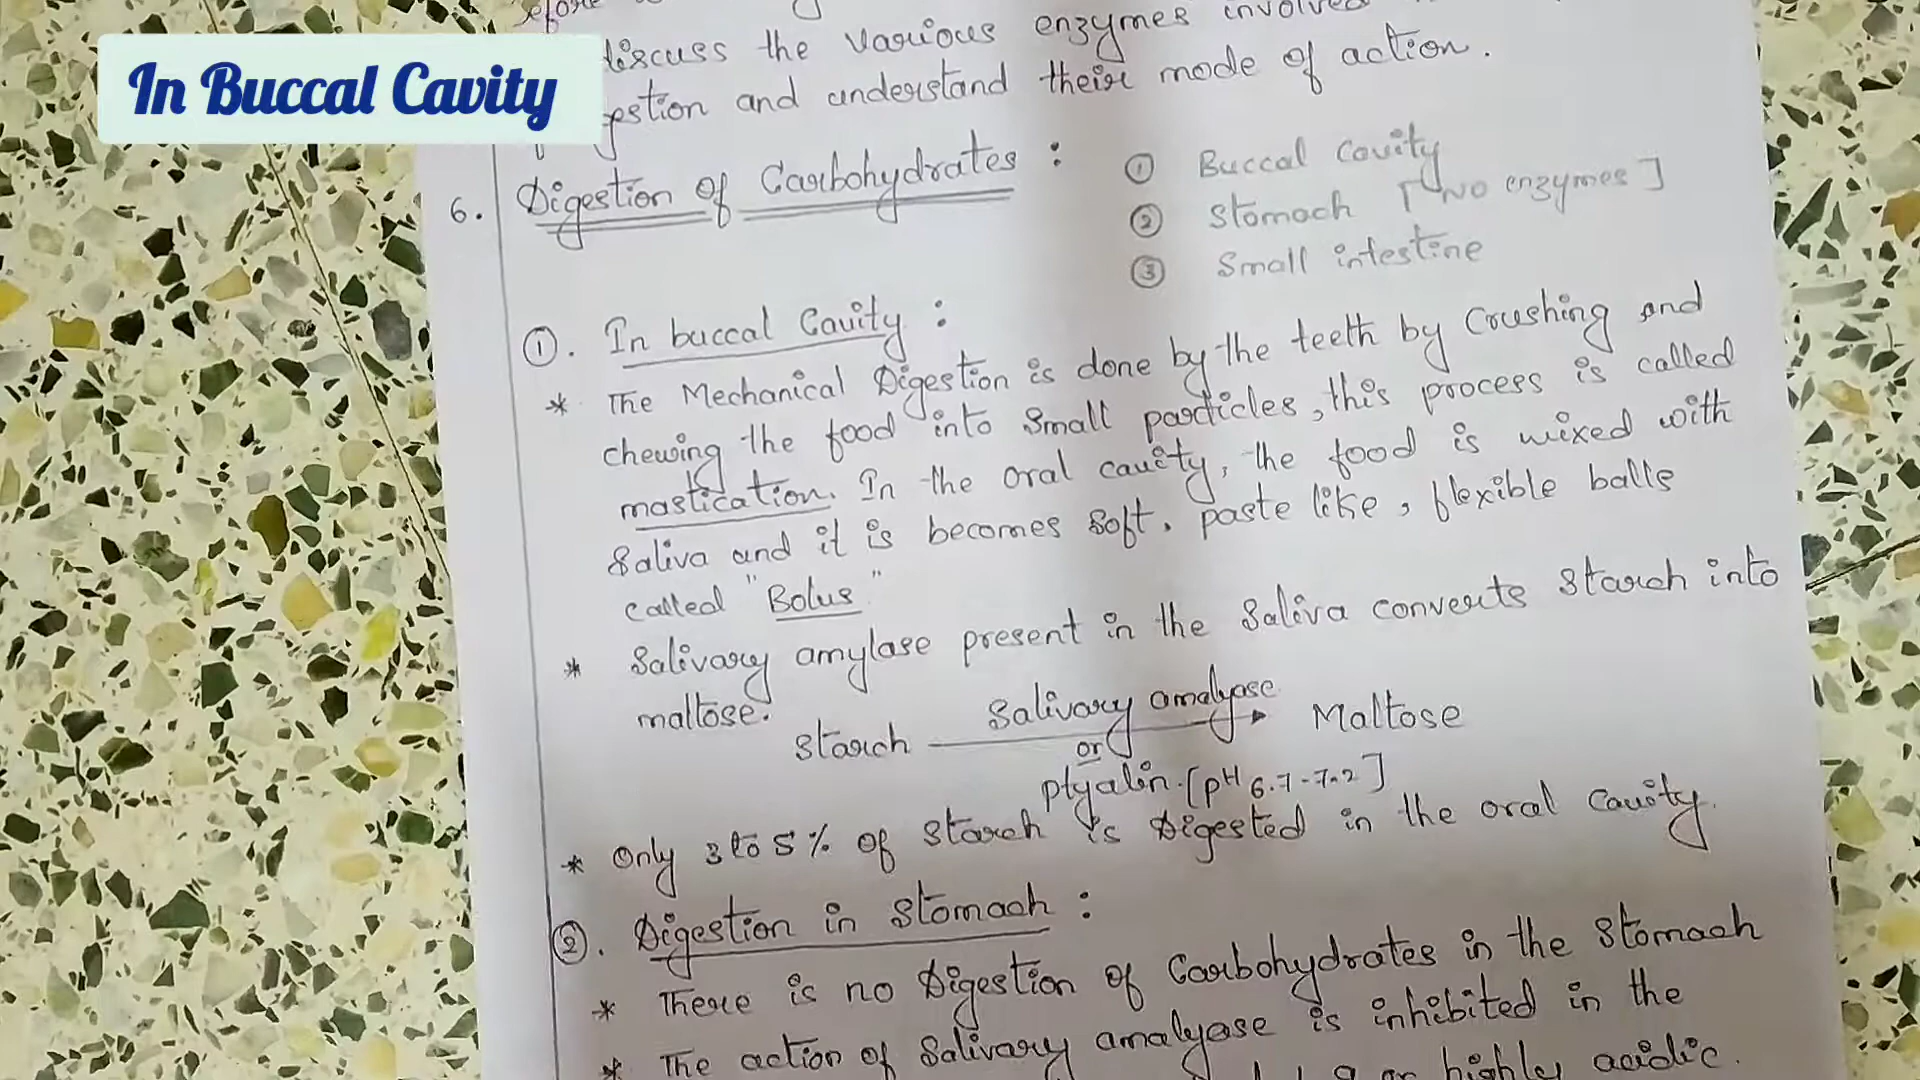 In Buccal Cavity
discuss the various enzymes involved
and understand their mode of action.
6. Digestion of Carbohydrates :
① Buccal cavity
② Stomach [NO enzymes]
③ Small intestine
①. In buccal Cavity :
* The Mechanical Digestion is done by the teeth by Crushing and
chewing the food into Small particles, this process is called
mastication. In the oral cavity, the food is mixed with
Saliva and it is becomes soft, paste like, flexible balls
called "Bolus"
* Salivary amylase present in the Saliva converts Starch into
maltose.
Starch Salivary amalyase → Maltose
or
ptyalin [pH 6.7-7.2]
* Only 3 to 5% of Starch is Digested in the oral Cavity.
②. Digestion in Stomach :
* There is no Digestion of Carbohydrates in the Stomach
* The action of Salivary amalyase is inhibited in the
or highly acidic.